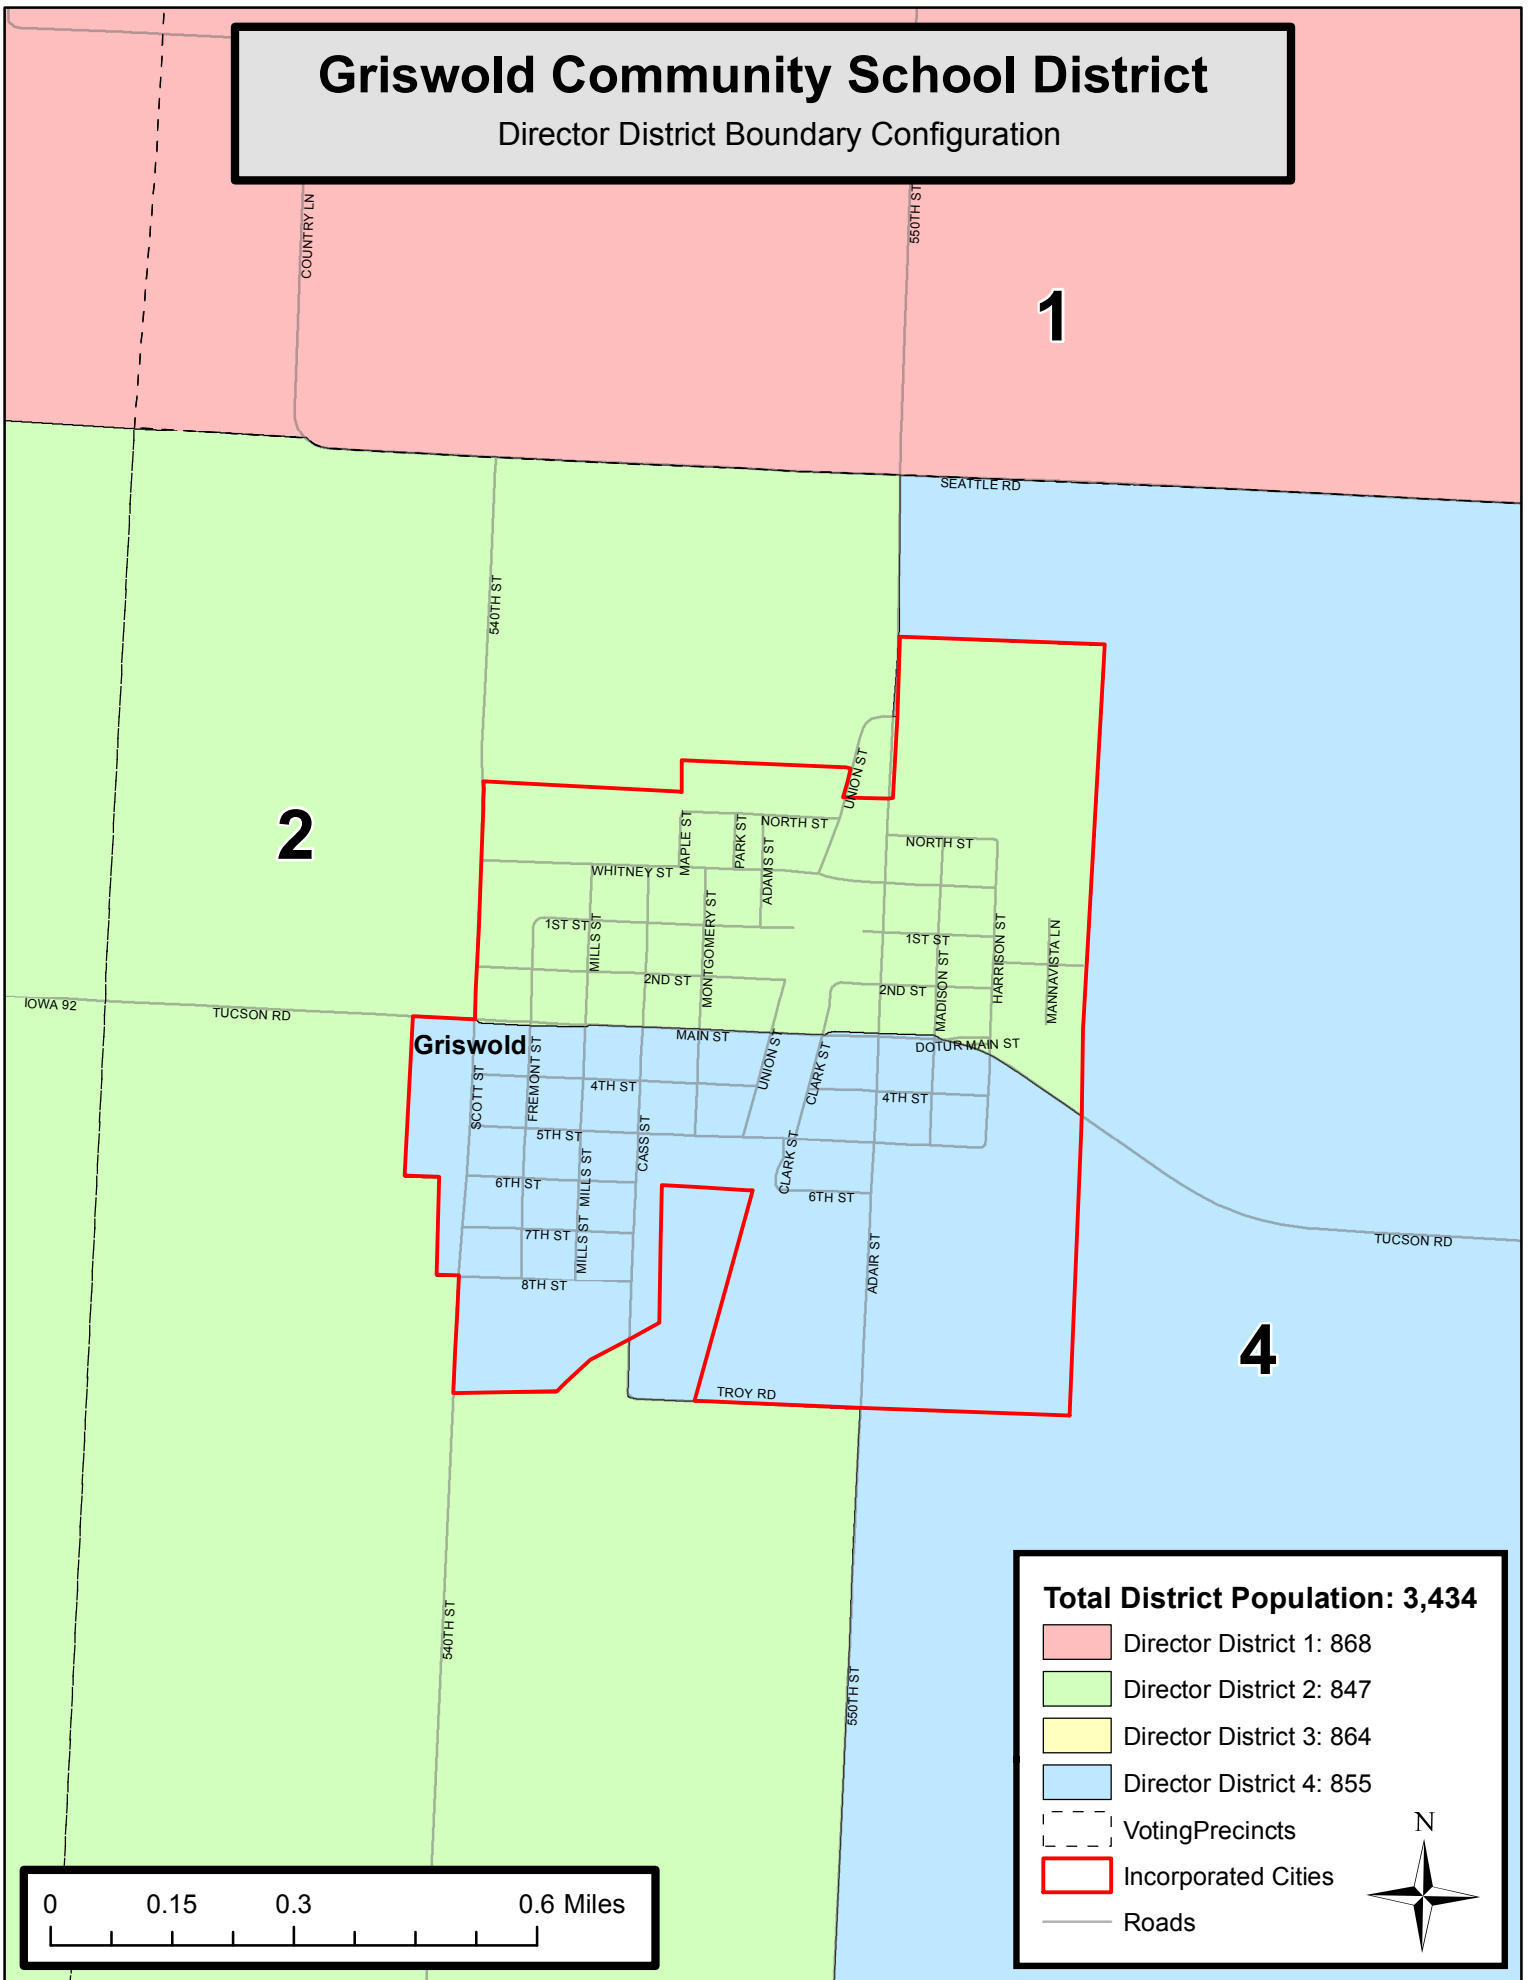 Griswold Community School District
Director District Boundary Configuration
COUNTRY LN
550TH ST
1
SEATTLE RD
540TH ST
UNION ST
2
MAPLE ST
PARK ST
NORTH ST
ADAMS ST
NORTH ST
WHITNEY ST
1ST ST
MILLS ST
MONTGOMERY ST
1ST ST
MADISON ST
HARRISON ST
MANNAVISTA LN
2ND ST
2ND ST
IOWA 92
TUCSON RD
MAIN ST
DOTUR MAIN ST
Griswold
SCOTT ST
FREMONT ST
4TH ST
UNION ST
CLARK ST
4TH ST
5TH ST
CASS ST
MILLS ST
CLARK ST
6TH ST
6TH ST
7TH ST
MILLS ST
ADAIR ST
TUCSON RD
8TH ST
4
TROY RD
540TH ST
550TH ST
Total District Population: 3,434
Director District 1: 868
Director District 2: 847
Director District 3: 864
Director District 4: 855
VotingPrecincts
Incorporated Cities
Roads
N
0 0.15 0.3 0.6 Miles